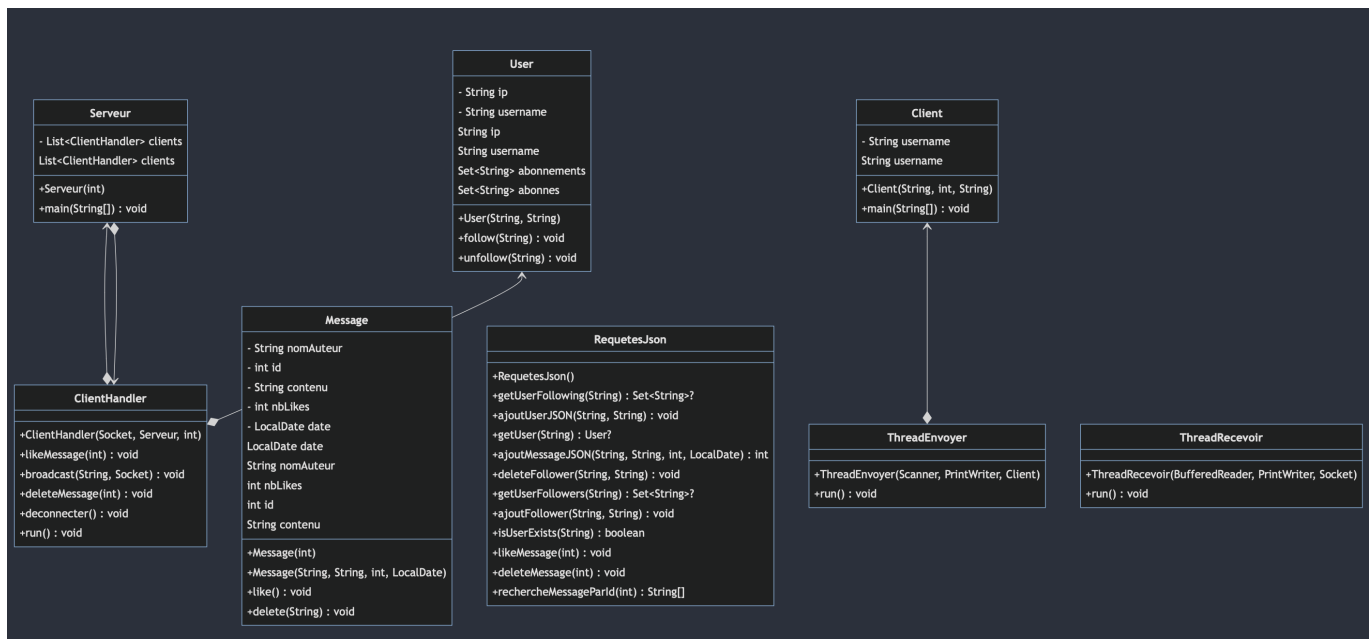 User
- String ip
- String username
String ip
String username
Set<String> abonnements
Set<String> abonnes
+User(String, String)
+follow(String) : void
+unfollow(String) : void
Serveur
- List<ClientHandler> clients
List<ClientHandler> clients
+Serveur(int)
+main(String[]) : void
Client
- String username
String username
+Client(String, int, String)
+main(String[]) : void
Message
- String nomAuteur
- int id
- String contenu
- int nbLikes
- LocalDate date
LocalDate date
String nomAuteur
int nbLikes
int id
String contenu
+Message(int)
+Message(String, String, int, LocalDate)
+like() : void
+delete(String) : void
RequetesJson
+RequetesJson()
+getUserFollowing(String) : Set<String>?
+ajoutUserJSON(String, String) : void
+getUser(String) : User?
+ajoutMessageJSON(String, String, int, LocalDate) : int
+deleteFollower(String, String) : void
+getUserFollowers(String) : Set<String>?
+ajoutFollower(String, String) : void
+isUserExists(String) : boolean
+likeMessage(int) : void
+deleteMessage(int) : void
+rechercheMessageParId(int) : String[]
ClientHandler
+ClientHandler(Socket, Serveur, int)
+likeMessage(int) : void
+broadcast(String, Socket) : void
+deleteMessage(int) : void
+deconnecter() : void
+run() : void
ThreadEnvoyer
+ThreadEnvoyer(Scanner, PrintWriter, Client)
+run() : void
ThreadRecevoir
+ThreadRecevoir(BufferedReader, PrintWriter, Socket)
+run() : void